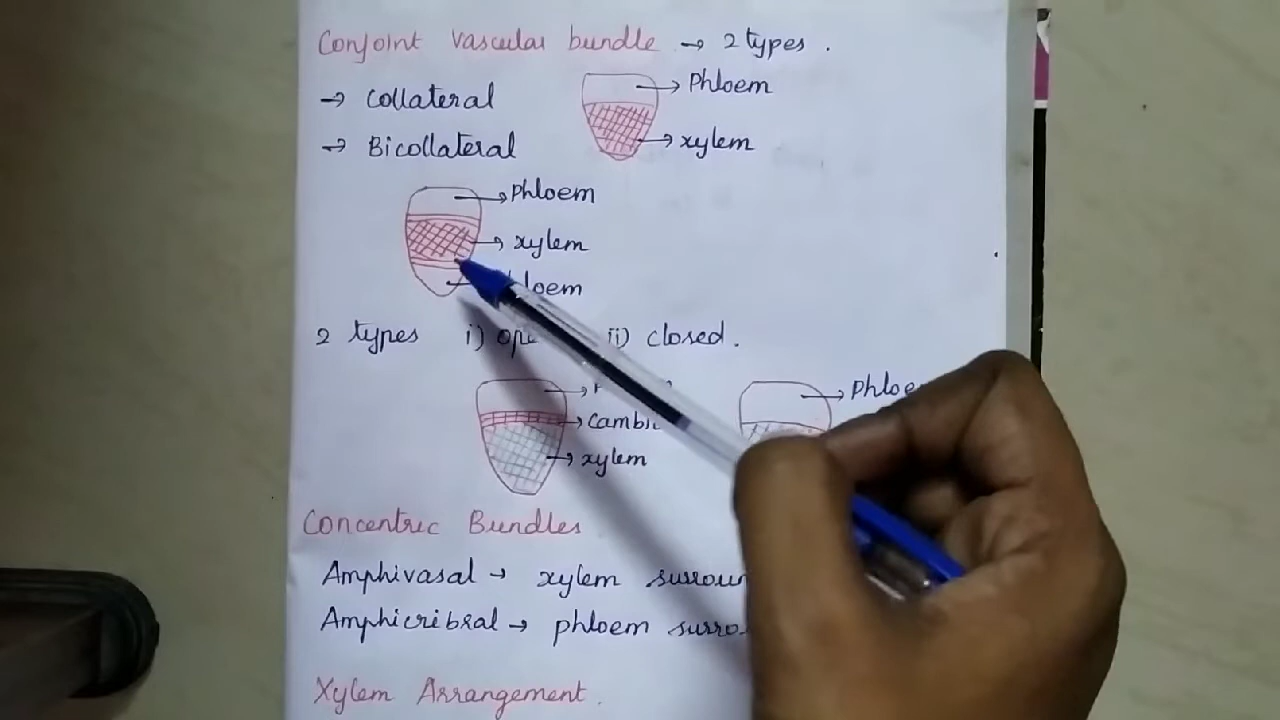 Conjoint vascular bundle → 2 types .
→ Collateral
Phloem
xylem
→ Bicollateral
Phloem
xylem
2 types i) ii) closed .
xylem
Concentric Bundles
Amphivasal → xylem
Amphicribral → phloem
Xylem Arrangement .